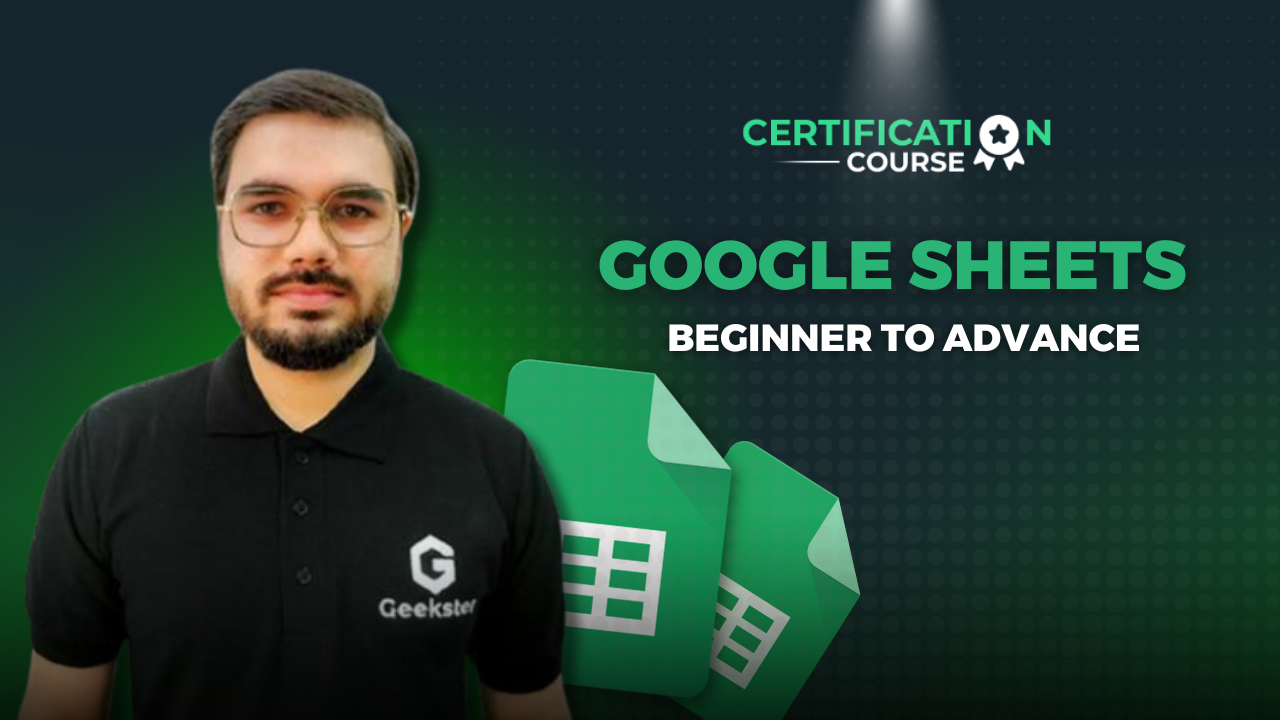 CERTIFICATION
COURSE
GOOGLE SHEETS
BEGINNER TO ADVANCE
G
Geekster